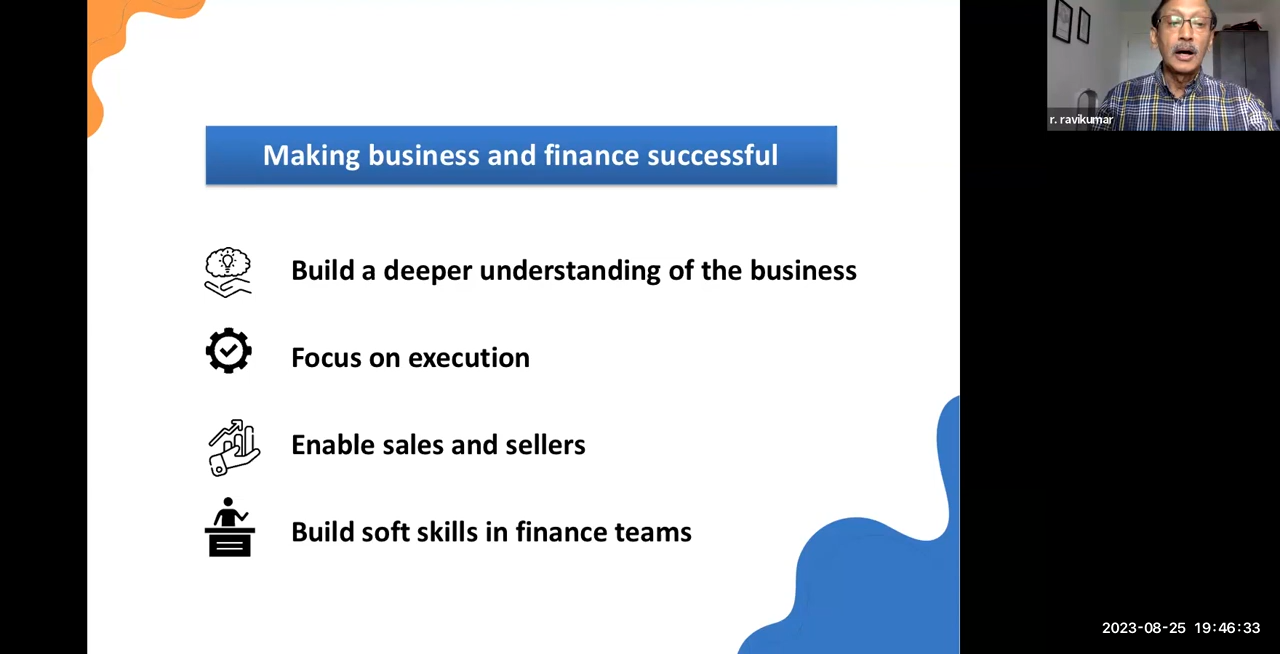 Making business and finance successful
Build a deeper understanding of the business
Focus on execution
Enable sales and sellers
Build soft skills in finance teams
r. ravikumar
2023-08-25 19:46:33